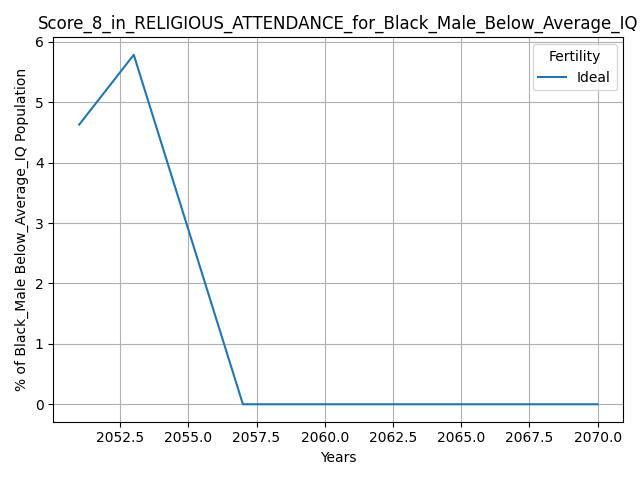 Score_8_in_RELIGIOUS_ATTENDANCE_for_Black_Male_Below_Average_IQ
% of Black_Male Below_Average_IQ Population
6
5
4
3
2
1
0
Fertility
Ideal
2052.5 2055.0 2057.5 2060.0 2062.5 2065.0 2067.5 2070.0
Years